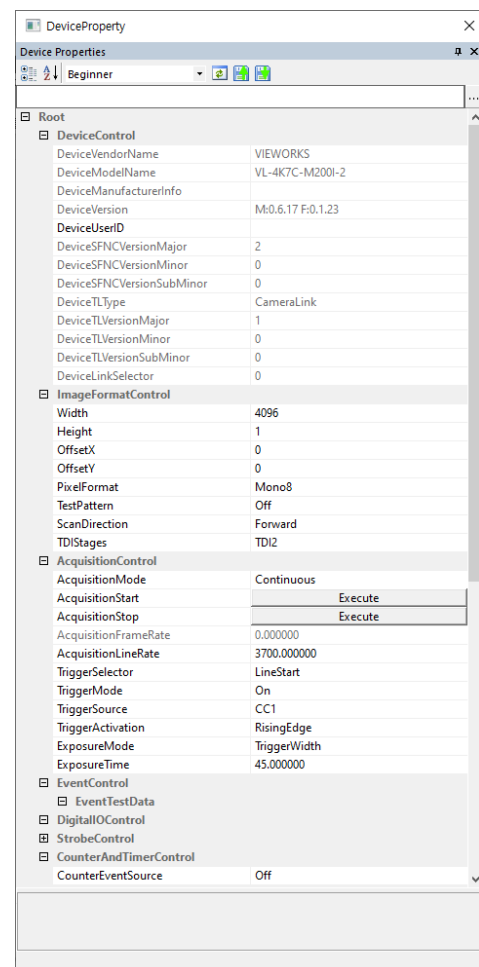 DeviceProperty
Device Properties
Beginner
...
Root
DeviceControl
DeviceVendorName VIEWORKS
DeviceModelName VL-4K7C-M200I-2
DeviceManufacturerInfo
DeviceVersion M:0.6.17 F:0.1.23
DeviceUserID
DeviceSFNCVersionMajor 2
DeviceSFNCVersionMinor 0
DeviceSFNCVersionSubMinor 0
DeviceTLType CameraLink
DeviceTLVersionMajor 1
DeviceTLVersionMinor 0
DeviceTLVersionSubMinor 0
DeviceLinkSelector 0
ImageFormatControl
Width 4096
Height 1
OffsetX 0
OffsetY 0
PixelFormat Mono8
TestPattern Off
ScanDirection Forward
TDIStages TDI2
AcquisitionControl
AcquisitionMode Continuous
AcquisitionStart Execute
AcquisitionStop Execute
AcquisitionFrameRate 0.000000
AcquisitionLineRate 3700.000000
TriggerSelector LineStart
TriggerMode On
TriggerSource CC1
TriggerActivation RisingEdge
ExposureMode TriggerWidth
ExposureTime 45.000000
EventControl
EventTestData
DigitalIOControl
StrobeControl
CounterAndTimerControl
CounterEventSource Off